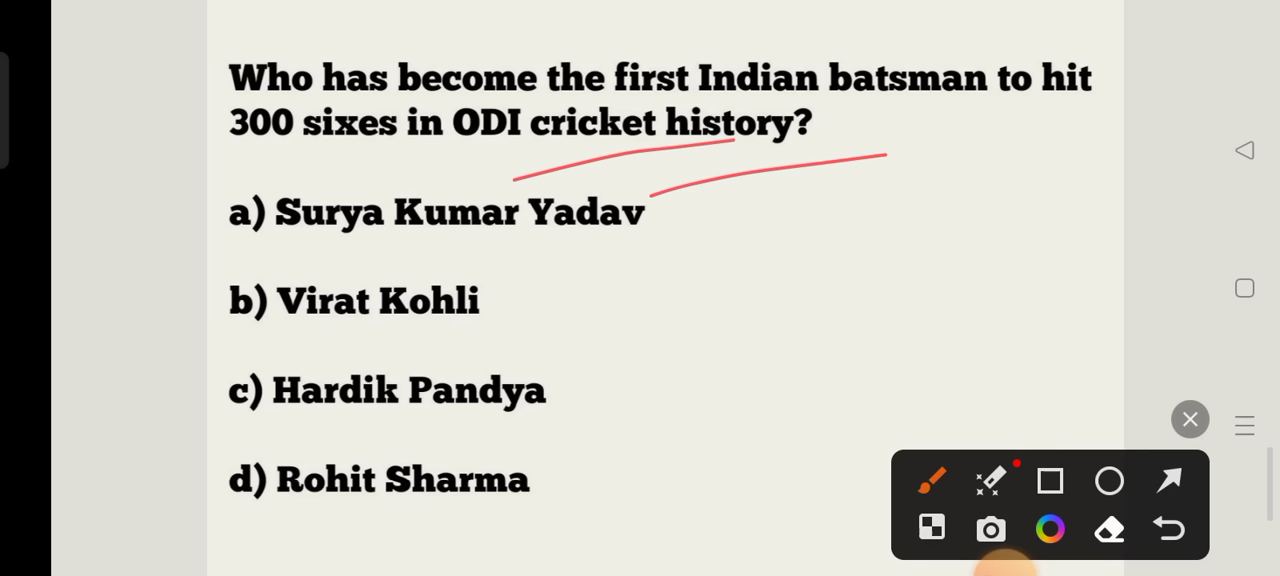 Who has become the first Indian batsman to hit
300 sixes in ODI cricket history?
a) Surya Kumar Yadav
b) Virat Kohli
c) Hardik Pandya
d) Rohit Sharma